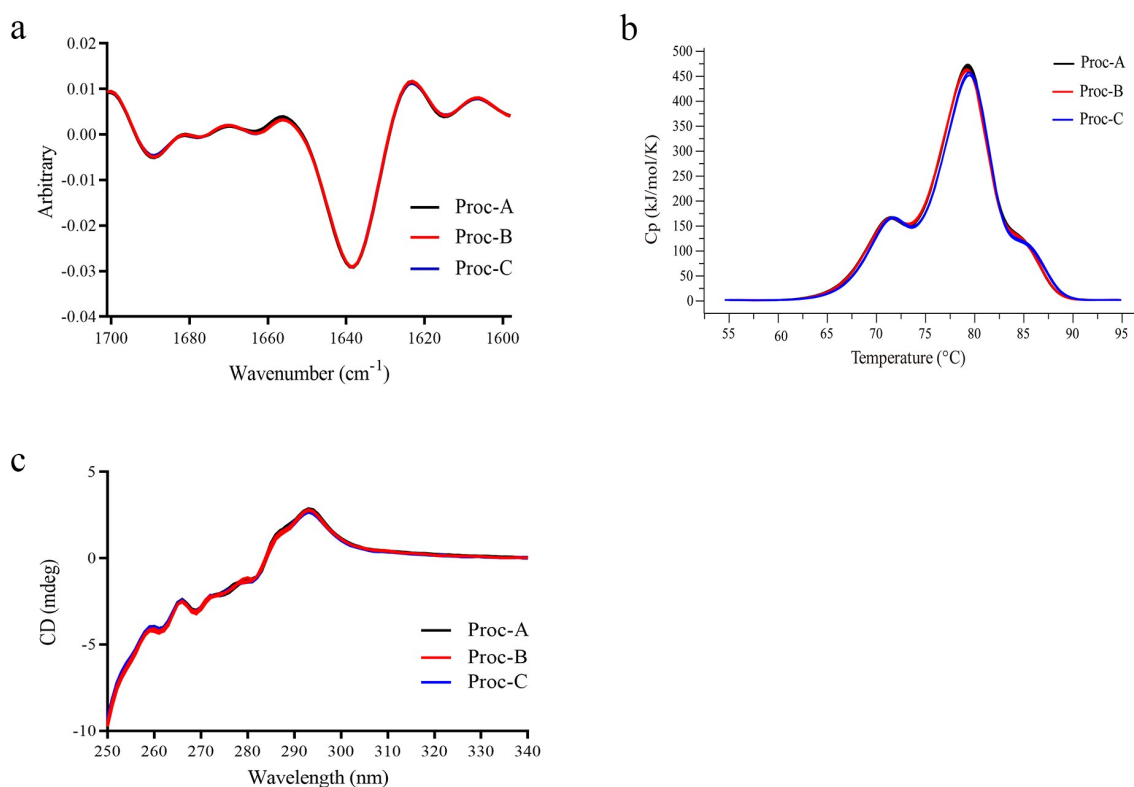 a
0.02
0.01
0.00
-0.01
-0.02
-0.03
-0.04
Arbitrary
Proc-A
Proc-B
Proc-C
1700 1680 1660 1640 1620 1600
Wavenumber (cm-1)
b
500
450
400
350
300
250
200
150
100
50
0
Cp (kJ/mol/K)
Proc-A
Proc-B
Proc-C
55 60 65 70 75 80 85 90 95
Temperature (°C)
c
5
0
-5
-10
CD (mdeg)
Proc-A
Proc-B
Proc-C
250 260 270 280 290 300 310 320 330 340
Wavelength (nm)